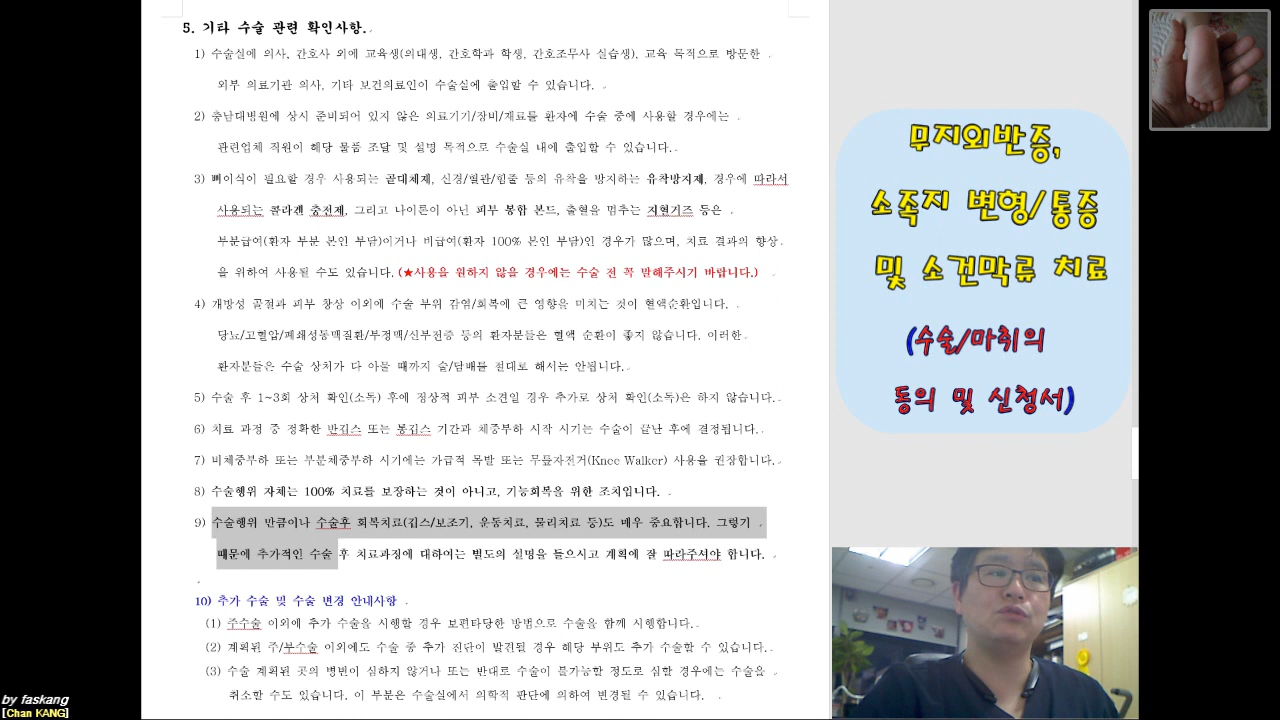 5. 기타 수술 관련 확인사항.
1) 수술실에 의사, 간호사 외에 교육생(의대생, 간호학과 학생, 간호조무사 실습생), 교육 목적으로 방문한
외부 의료기관 의사, 기타 보건의료인이 수술실에 출입할 수 있습니다.
2) 충남대병원에 상시 준비되어 있지 않은 의료기기/장비/재료를 환자에 수술 중에 사용할 경우에는
관련업체 직원이 해당 물품 조달 및 설명 목적으로 수술실 내에 출입할 수 있습니다.
3) 뼈이식이 필요할 경우 사용되는 골대체제, 신경/혈관/힘줄 등의 유착을 방지하는 유착방지제, 경우에 따라서
사용되는 콜라겐 충전제, 그리고 나이론이 아닌 피부 봉합 본드, 출혈을 멈추는 지혈거즈 등은
부분급여(환자 부분 본인 부담)이거나 비급여(환자 100% 본인 부담)인 경우가 많으며, 치료 결과의 향상
을 위하여 사용될 수도 있습니다. (★사용을 원하지 않을 경우에는 수술 전 꼭 말해주시기 바랍니다.)
4) 개방성 골절과 피부 창상 이외에 수술 부위 감염/회복에 큰 영향을 미치는 것이 혈액순환입니다.
당뇨/고혈압/폐쇄성동맥질환/부정맥/신부전증 등의 환자분들은 혈액 순환이 좋지 않습니다. 이러한
환자분들은 수술 상처가 다 아물 때까지 술/담배를 절대로 해서는 안됩니다.
5) 수술 후 1~3회 상처 확인(소독) 후에 정상적 피부 소견일 경우 추가로 상처 확인(소독)은 하지 않습니다.
6) 치료 과정 중 정확한 반깁스 또는 통깁스 기간과 체중부하 시작 시기는 수술이 끝난 후에 결정됩니다.
7) 비체중부하 또는 부분체중부하 시기에는 가급적 목발 또는 무릎자전거(Knee Walker) 사용을 권장합니다.
8) 수술행위 자체는 100% 치료를 보장하는 것이 아니고, 기능회복을 위한 조치입니다.
9) 수술행위 만큼이나 수술후 회복치료(깁스/보조기, 운동치료, 물리치료 등)도 매우 중요합니다. 그렇기
때문에 추가적인 수술 후 치료과정에 대하여는 별도의 설명을 들으시고 계획에 잘 따라주셔야 합니다.
10) 추가 수술 및 수술 변경 안내사항
(1) 주수술 이외에 추가 수술을 시행할 경우 보편타당한 방법으로 수술을 함께 시행합니다.
(2) 계획된 주/부수술 이외에도 수술 중 추가 진단이 발견될 경우 해당 부위도 추가 수술할 수 있습니다.
(3) 수술 계획된 곳의 병변이 심하지 않거나 또는 반대로 수술이 불가능할 정도로 심할 경우에는 수술을
취소할 수도 있습니다. 이 부분은 수술실에서 의학적 판단에 의하여 변경될 수 있습니다.
무지외반증,
소족지 변형/통증
및 소건막류 치료
(수술/마취의
동의 및 신청서)
by faskang
[Chan KANG]